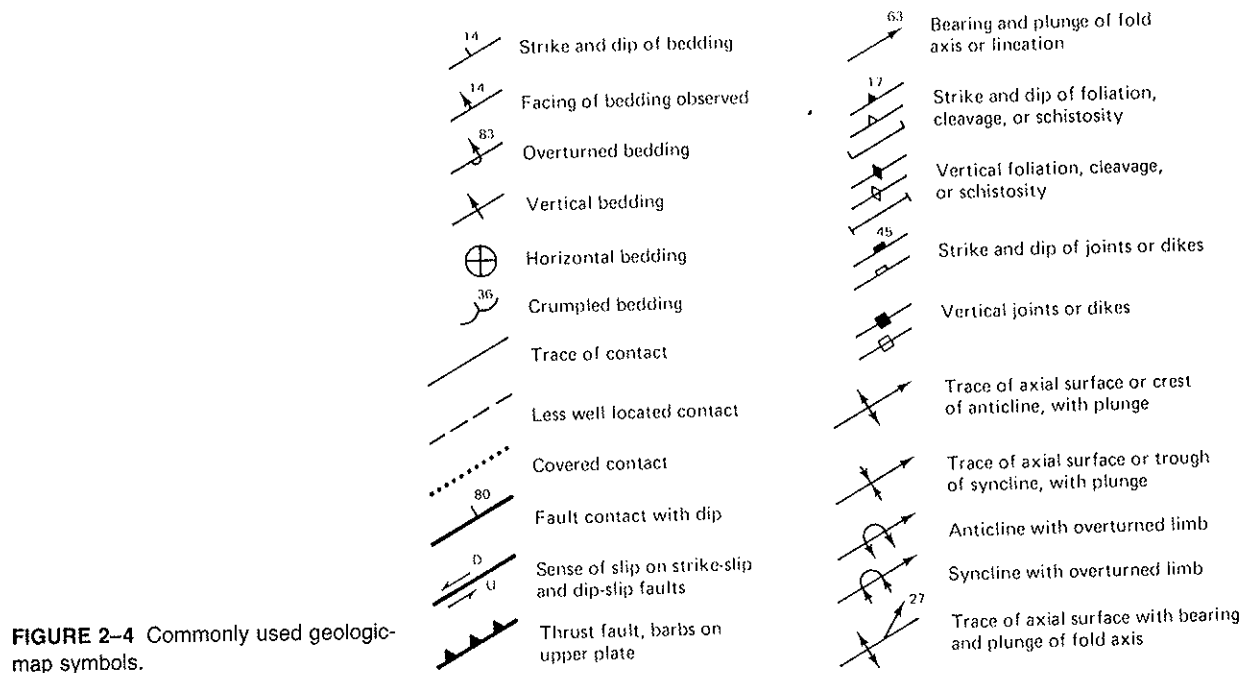 14
Strike and dip of bedding
14
Facing of bedding observed
83
Overturned bedding
Vertical bedding
Horizontal bedding
36
Crumpled bedding
Trace of contact
Less well located contact
Covered contact
80
Fault contact with dip
D
U
Sense of slip on strike-slip
and dip-slip faults
Thrust fault, barbs on
upper plate
63
Bearing and plunge of fold
axis or lineation
17
Strike and dip of foliation,
cleavage, or schistosity
Vertical foliation, cleavage,
or schistosity
45
Strike and dip of joints or dikes
Vertical joints or dikes
Trace of axial surface or crest
of anticline, with plunge
Trace of axial surface or trough
of syncline, with plunge
Anticline with overturned limb
Syncline with overturned limb
27
Trace of axial surface with bearing
and plunge of fold axis
FIGURE 2–4 Commonly used geologic-
map symbols.